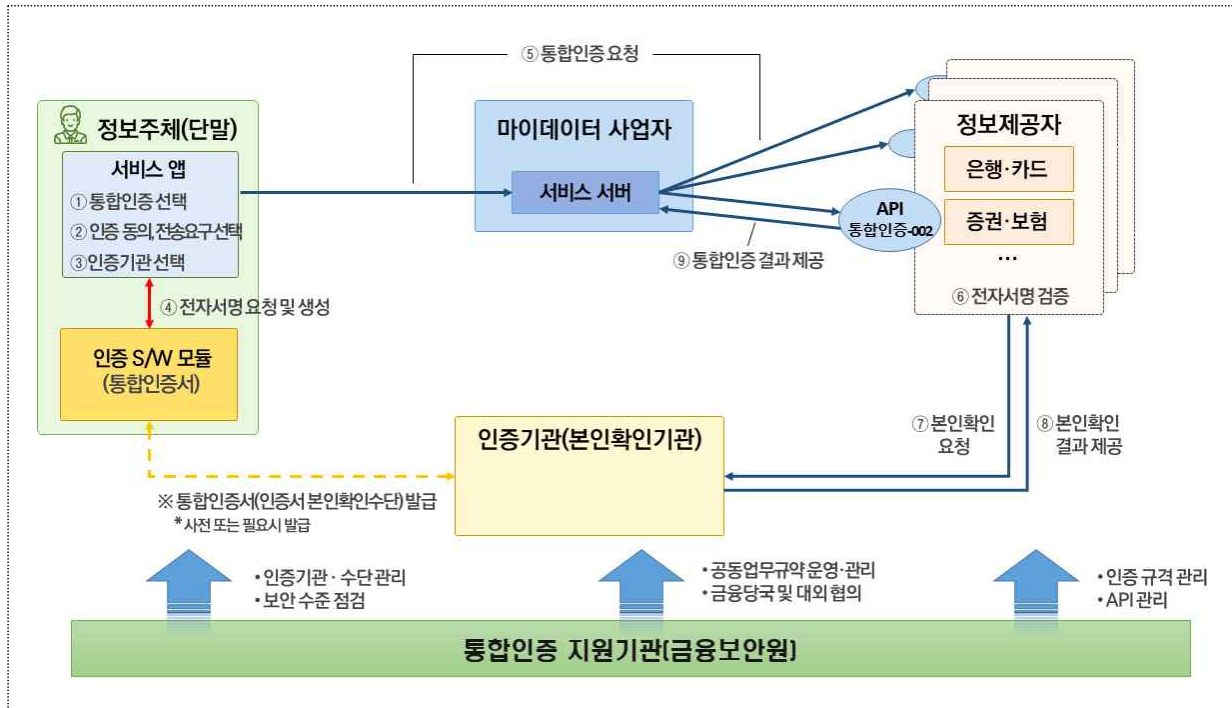 ⑤ 통합인증 요청
정보주체(단말)
서비스 앱
① 통합인증 선택
② 인증 동의,전송요구 선택
③ 인증기관 선택
④ 전자서명 요청 및 생성
인증 S/W 모듈
(통합인증서)
마이데이터 사업자
서비스 서버
API
통합인증-002
⑨ 통합인증 결과 제공
정보제공자
은행·카드
증권·보험
...
⑥ 전자서명 검증
⑦ 본인확인
요청
⑧ 본인확인
결과 제공
인증기관(본인확인기관)
※ 통합인증서(인증서 본인확인수단) 발급
* 사전 또는 필요시 발급
• 인증기관 · 수단 관리
• 보안 수준 점검
• 공동업무규약 운영·관리
• 금융당국 및 대외 협의
• 인증 규격 관리
• API 관리
통합인증 지원기관(금융보안원)